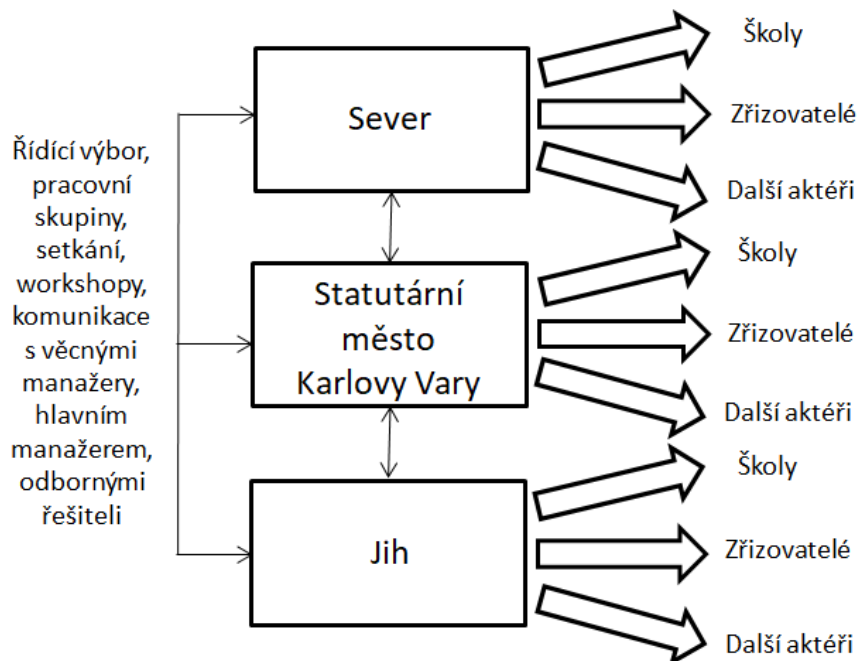 Řídící výbor,
pracovní
skupiny,
setkání,
workshopy,
komunikace
s věcnými
manažery,
hlavním
manažerem,
odbornými
řešiteli
Sever
Školy
Zřizovatelé
Další aktéři
Statutární
město
Karlovy Vary
Školy
Zřizovatelé
Další aktéři
Jih
Školy
Zřizovatelé
Další aktéři